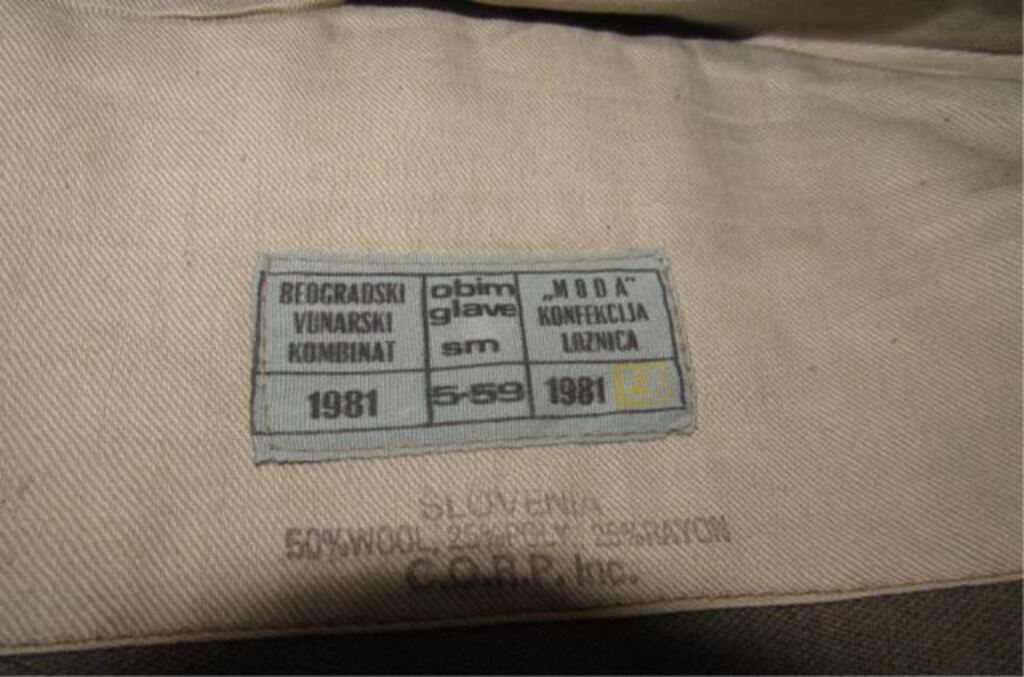 BEOGRADSKI
VUNARSKI
KOMBINAT
1981
obim
glave
sm
5-59
„MODA"
KONFEKCIJA
LOZNICA
1981 2
SLOVENIA
50%WOOL, 25%POLY, 25%RAYON
C.O.R.P. Inc.